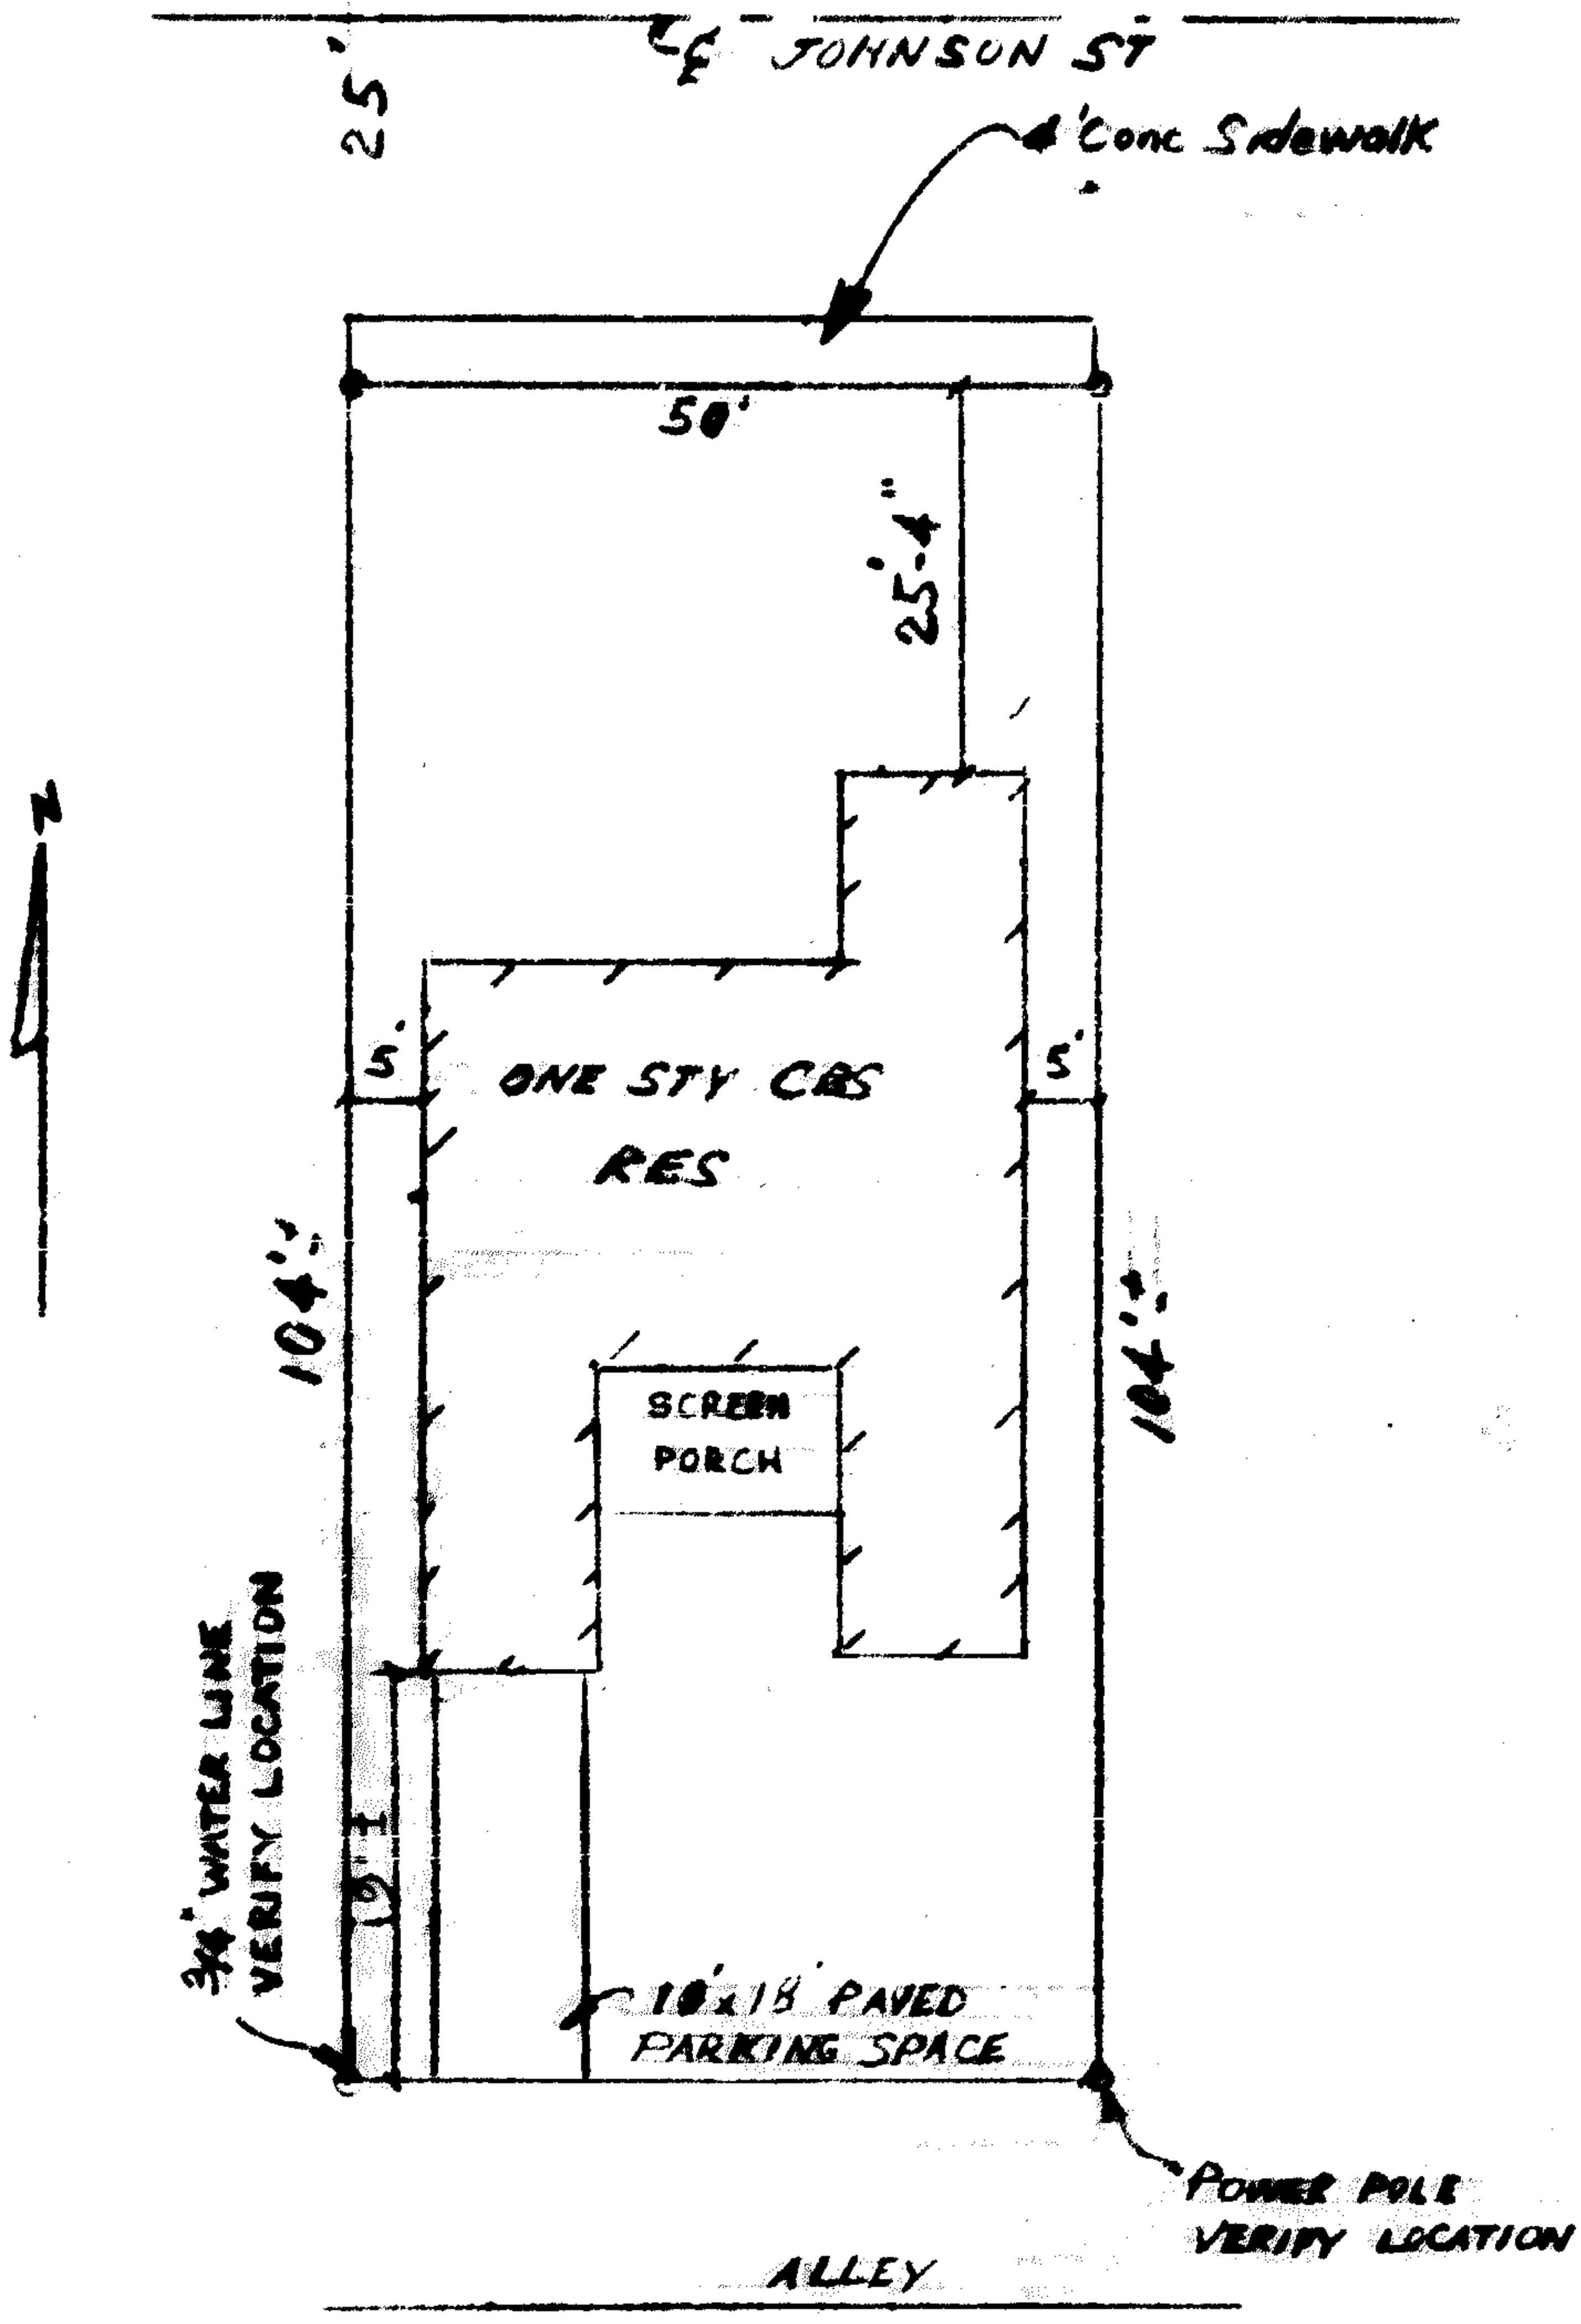 25'
℄ JOHNSON ST
4' Conc Sidewalk
50'
25'-4"
N
5'
5'
ONE STY CBS
RES
104'±
104'±
SCREEN
PORCH
3/4" WATER LINE
VERIFY LOCATION
10'x18' PAVED
PARKING SPACE
POWER POLE
VERIFY LOCATION
ALLEY